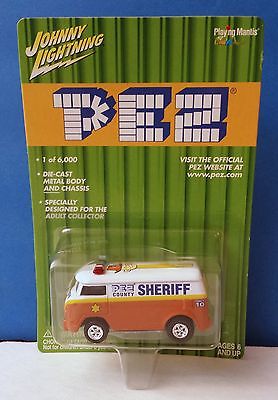 JOHNNY
LIGHTNING
Playing Mantis
PEZ®
• 1 of 6,000
• DIE-CAST
METAL BODY
AND CHASSIS
• SPECIALLY
DESIGNED FOR THE
ADULT COLLECTOR
VISIT THE OFFICIAL
PEZ WEBSITE AT
www.pez.com
PEZ
COUNTY
SHERIFF
10
• AGES 8
AND UP